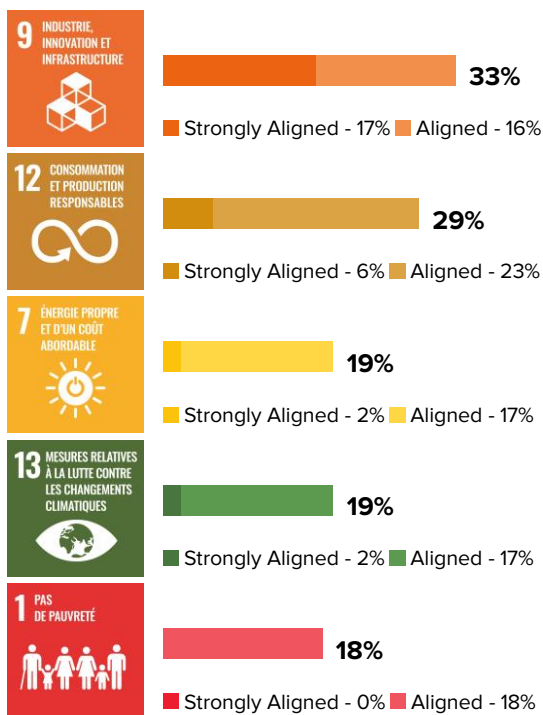 9 INDUSTRIE,
INNOVATION ET
INFRASTRUCTURE
33%
Strongly Aligned - 17% Aligned - 16%
12 CONSOMMATION
ET PRODUCTION
RESPONSABLES
29%
Strongly Aligned - 6% Aligned - 23%
7 ÉNERGIE PROPRE
ET D'UN COÛT
ABORDABLE
19%
Strongly Aligned - 2% Aligned - 17%
13 MESURES RELATIVES
À LA LUTTE CONTRE
LES CHANGEMENTS
CLIMATIQUES
19%
Strongly Aligned - 2% Aligned - 17%
1 PAS
DE PAUVRETÉ
18%
Strongly Aligned - 0% Aligned - 18%